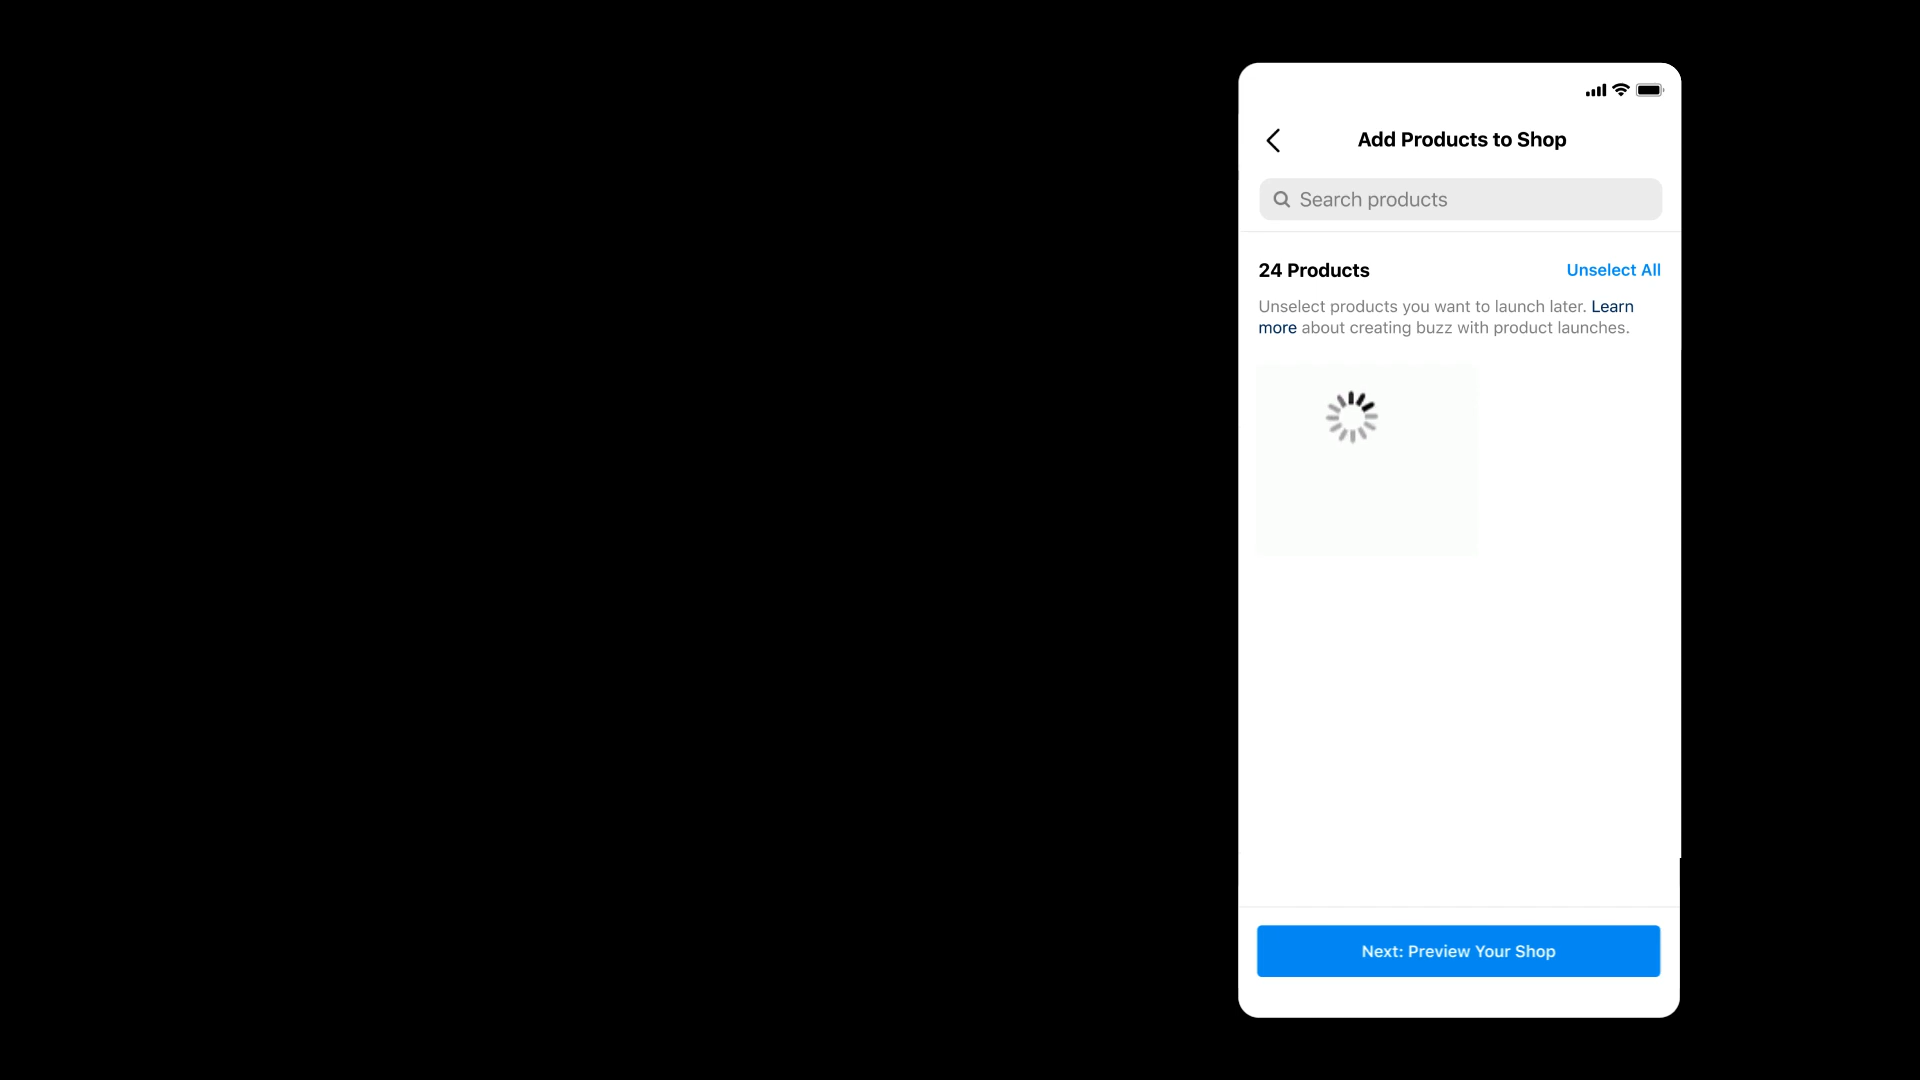 Add Products to Shop
Search products
24 Products
Unselect All
Unselect products you want to launch later. Learn
more about creating buzz with product launches.
Next: Preview Your Shop